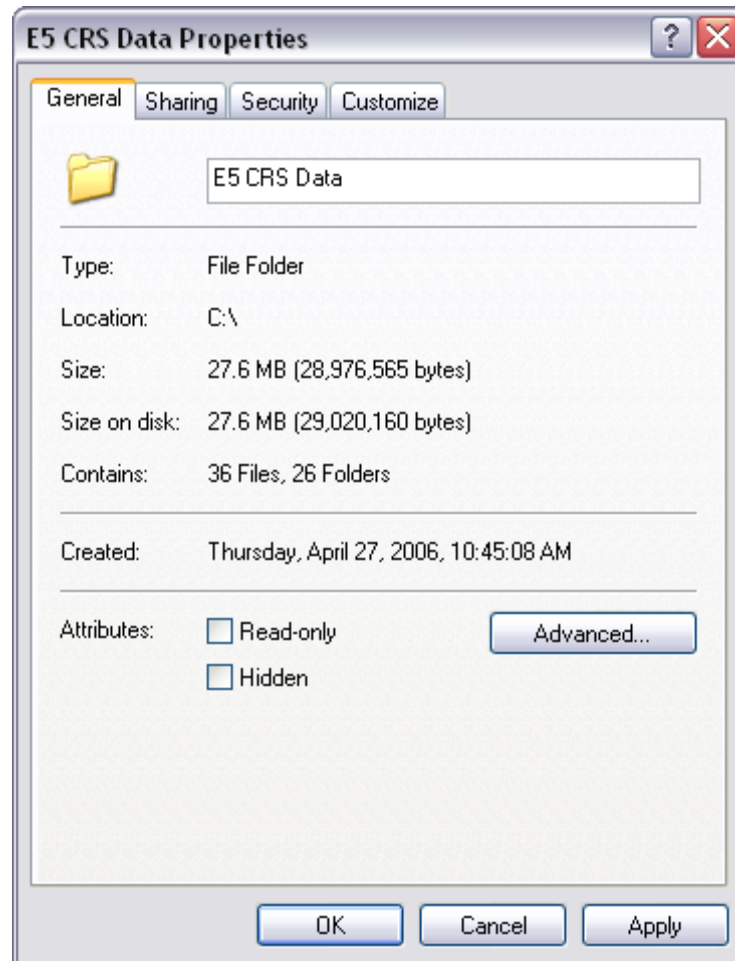 E5 CRS Data Properties
General Sharing Security Customize
E5 CRS Data
Type: File Folder
Location: C:\
Size: 27.6 MB (28,976,565 bytes)
Size on disk: 27.6 MB (29,020,160 bytes)
Contains: 36 Files, 26 Folders
Created: Thursday, April 27, 2006, 10:45:08 AM
Attributes: Read-only Advanced...
Hidden
OK Cancel Apply